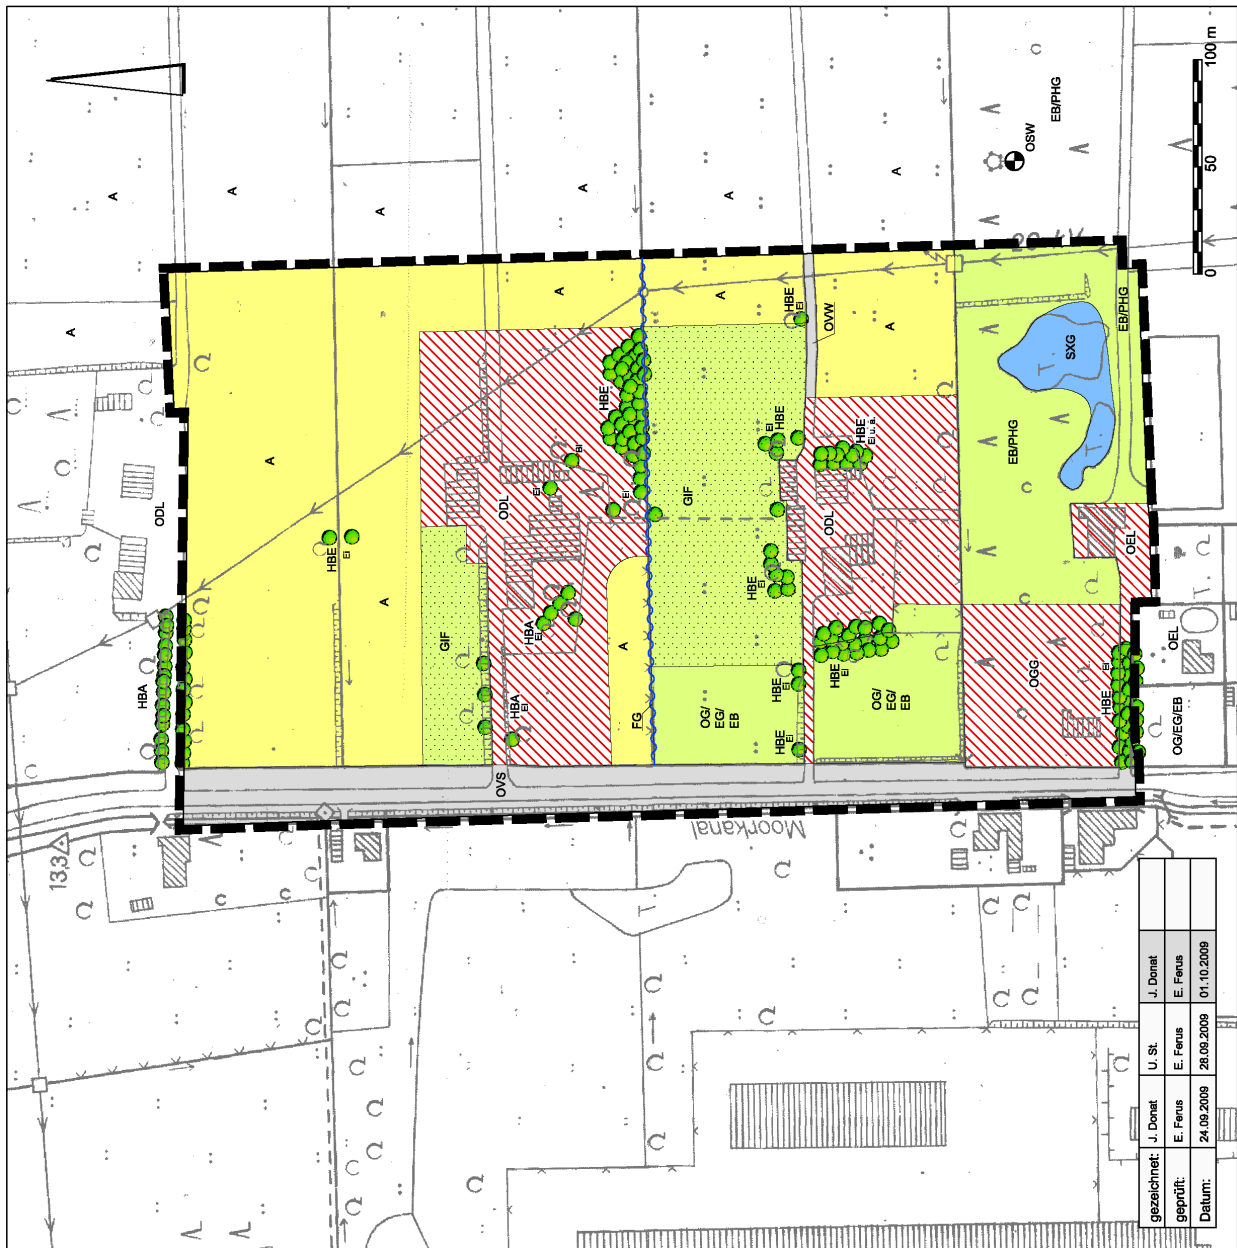 A
A
A
A
A
A
A
A
A
A
A
A
A
A
100 m
50
0
EB/PHG
OSW
ODL
HBA
HBE
Ei
GIF
ODL
HBE
Ei
Bi
Ei
HBA
Ei
HBA
Ei
FG
OVS
GIF
HBE
Ei
OVW
HBE
Ei
HBE
Ei u. a.
ODL
HBE
Ei
HBE
Ei
HBE
Ei
HBE
Ei
OG/
EG/
EB
OG/
EG/
EB
EB/PHG
SXG
EB/PHG
OEL
OGG
HBE
Ei
OEL
OG/EG/EB
Moorkanal
13,3
gezeichnet: J. Donat U. St. J. Donat
geprüft: E. Ferus E. Ferus E. Ferus
Datum: 24.09.2009 28.09.2009 01.10.2009